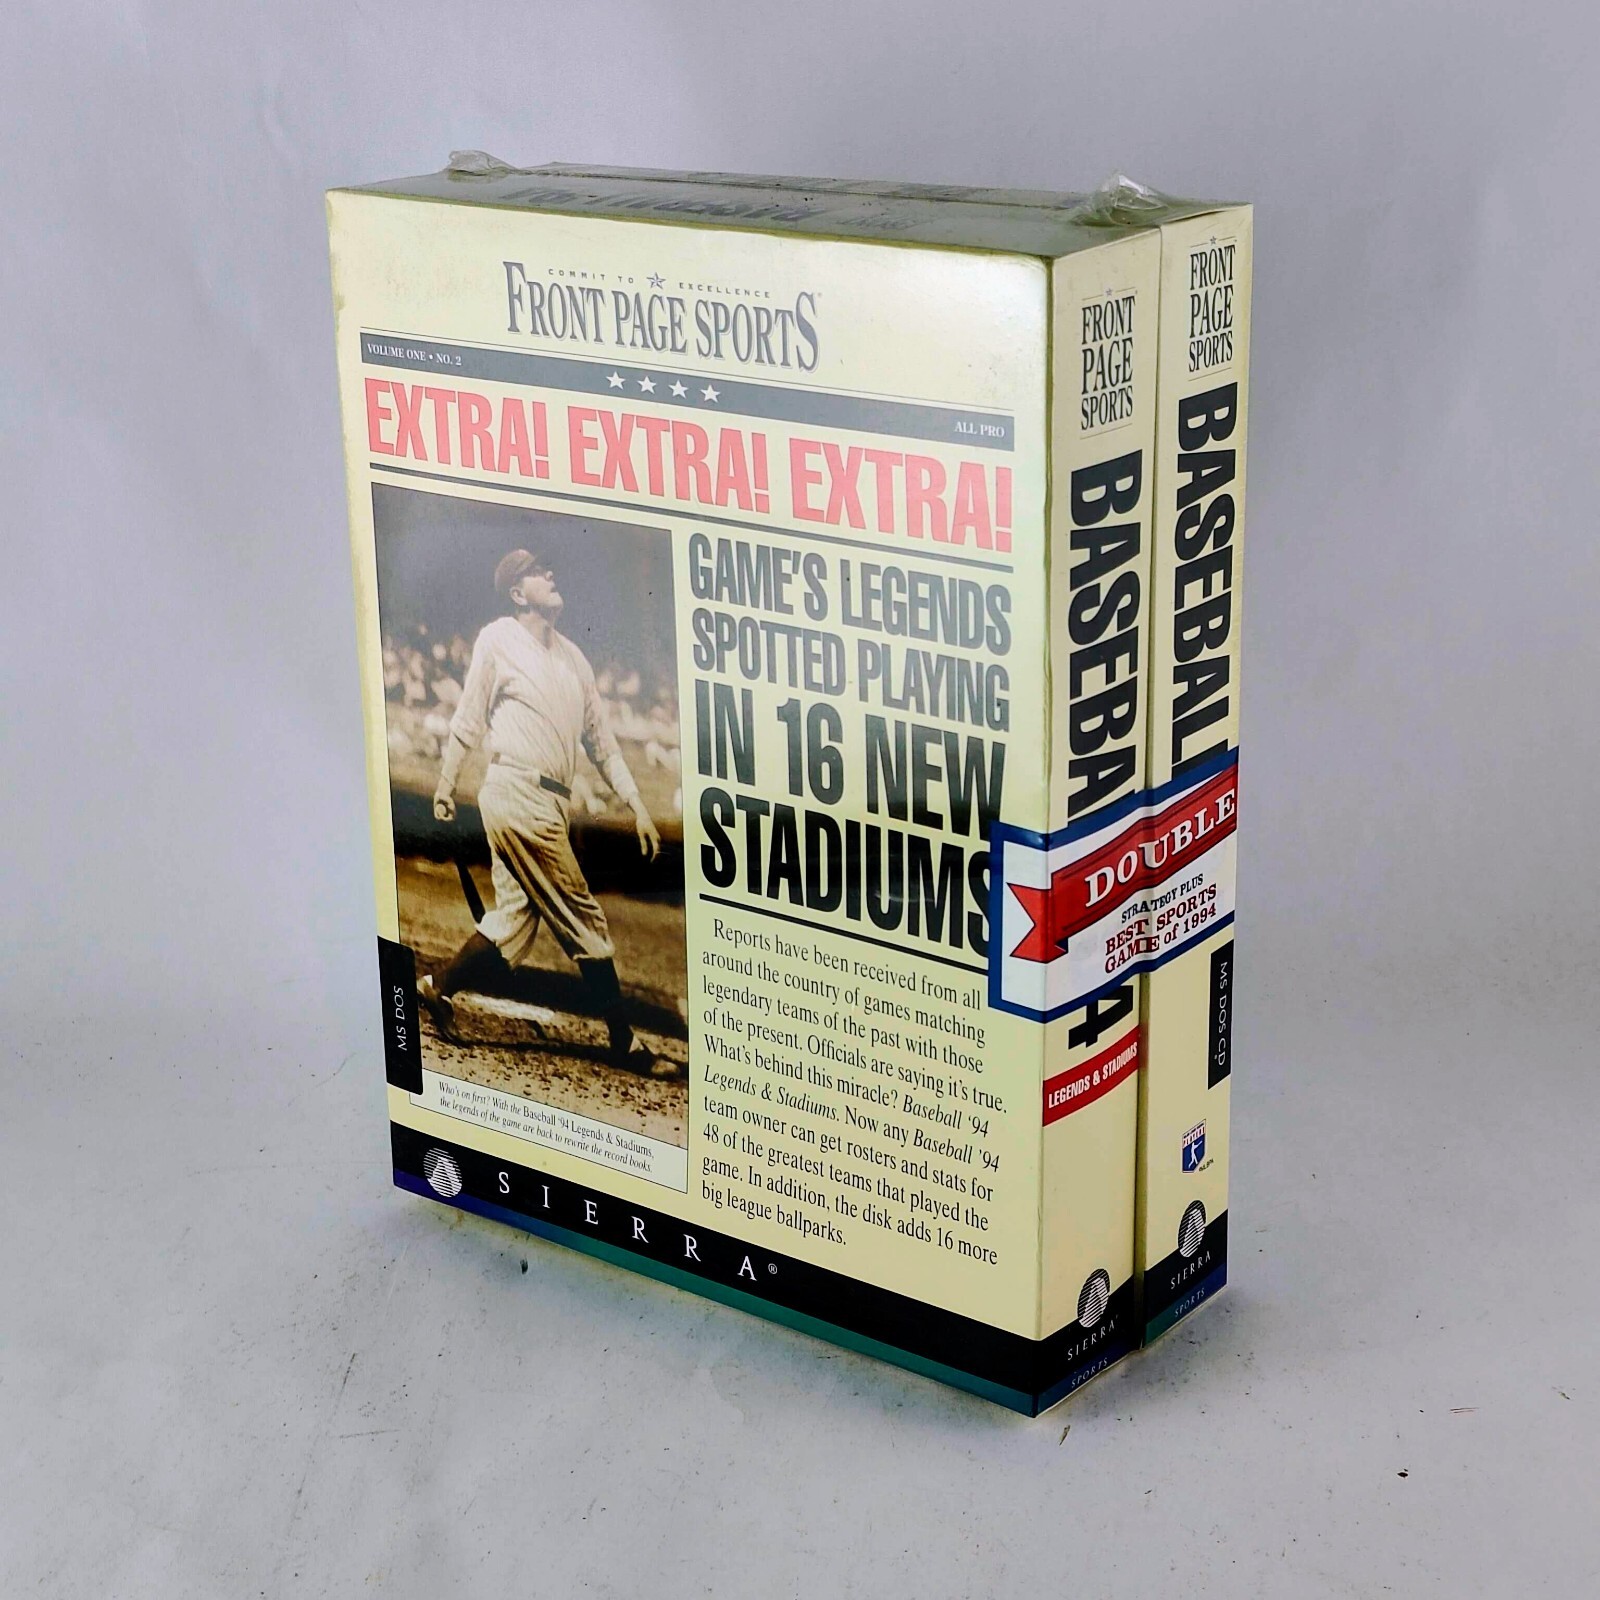 COMMIT TO EXCELLENCE
FRONT PAGE SPORTS
VOLUME ONE • NO. 2
ALL PRO
EXTRA! EXTRA! EXTRA!
GAME'S LEGENDS
SPOTTED PLAYING
IN 16 NEW
STADIUMS
Reports have been received from all
around the country of games matching
legendary teams of the past with those
of the present. Officials are saying it's true.
What's behind this miracle? Baseball '94
Legends & Stadiums. Now any Baseball '94
team owner can get rosters and stats for
48 of the greatest teams that played the
game. In addition, the disk adds 16 more
big league ballparks.
MS DOS
Who's on first? With the Baseball '94 Legends & Stadiums,
the legends of the game are back to rewrite the record books.
SIERRA®
FRONT
PAGE
SPORTS
BASEBA
4
LEGENDS & STADIUMS
SIERRA
SPORTS
FRONT
PAGE
SPORTS
BASEBALL
DOUBLE
STRATEGY PLUS
BEST SPORTS
GAME of 1994
MS DOS CD
SIERRA
SPORTS